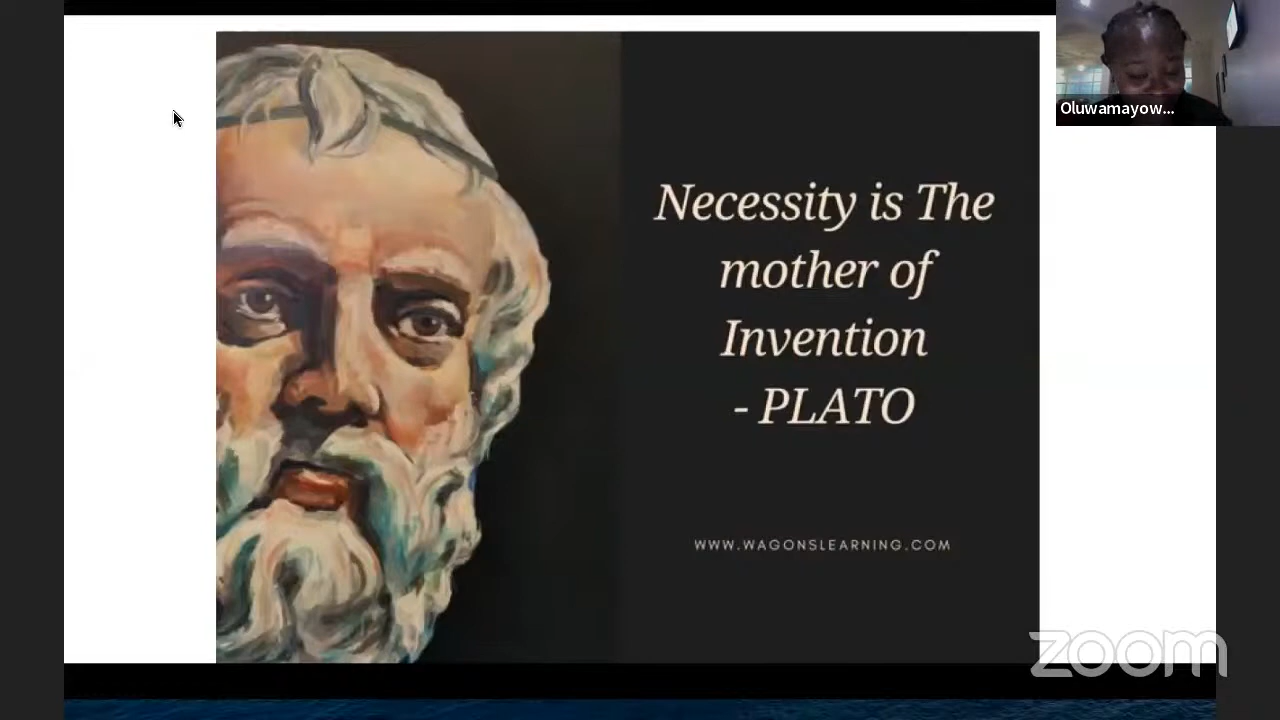 Oluwamayow...
Necessity is The
mother of
Invention
- PLATO
WWW.WAGONSLEARNING.COM
zoom